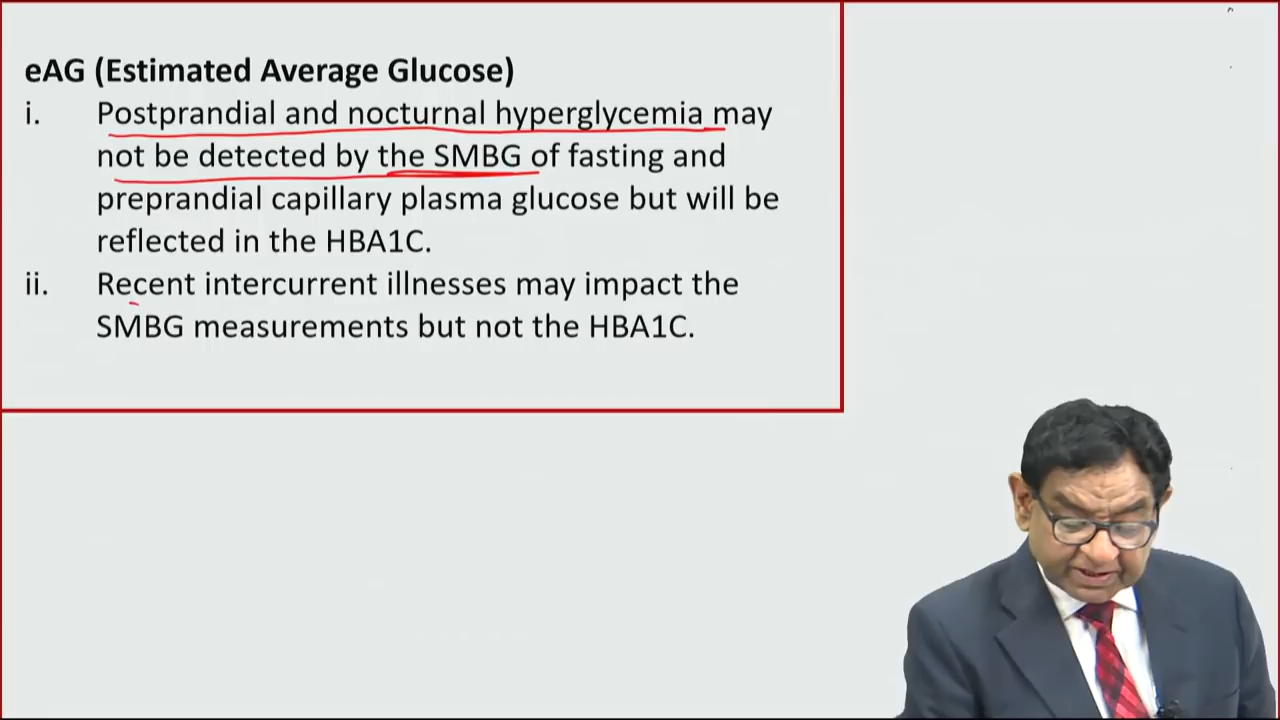 eAG (Estimated Average Glucose)
i. Postprandial and nocturnal hyperglycemia may
not be detected by the SMBG of fasting and
preprandial capillary plasma glucose but will be
reflected in the HBA1C.
ii. Recent intercurrent illnesses may impact the
SMBG measurements but not the HBA1C.